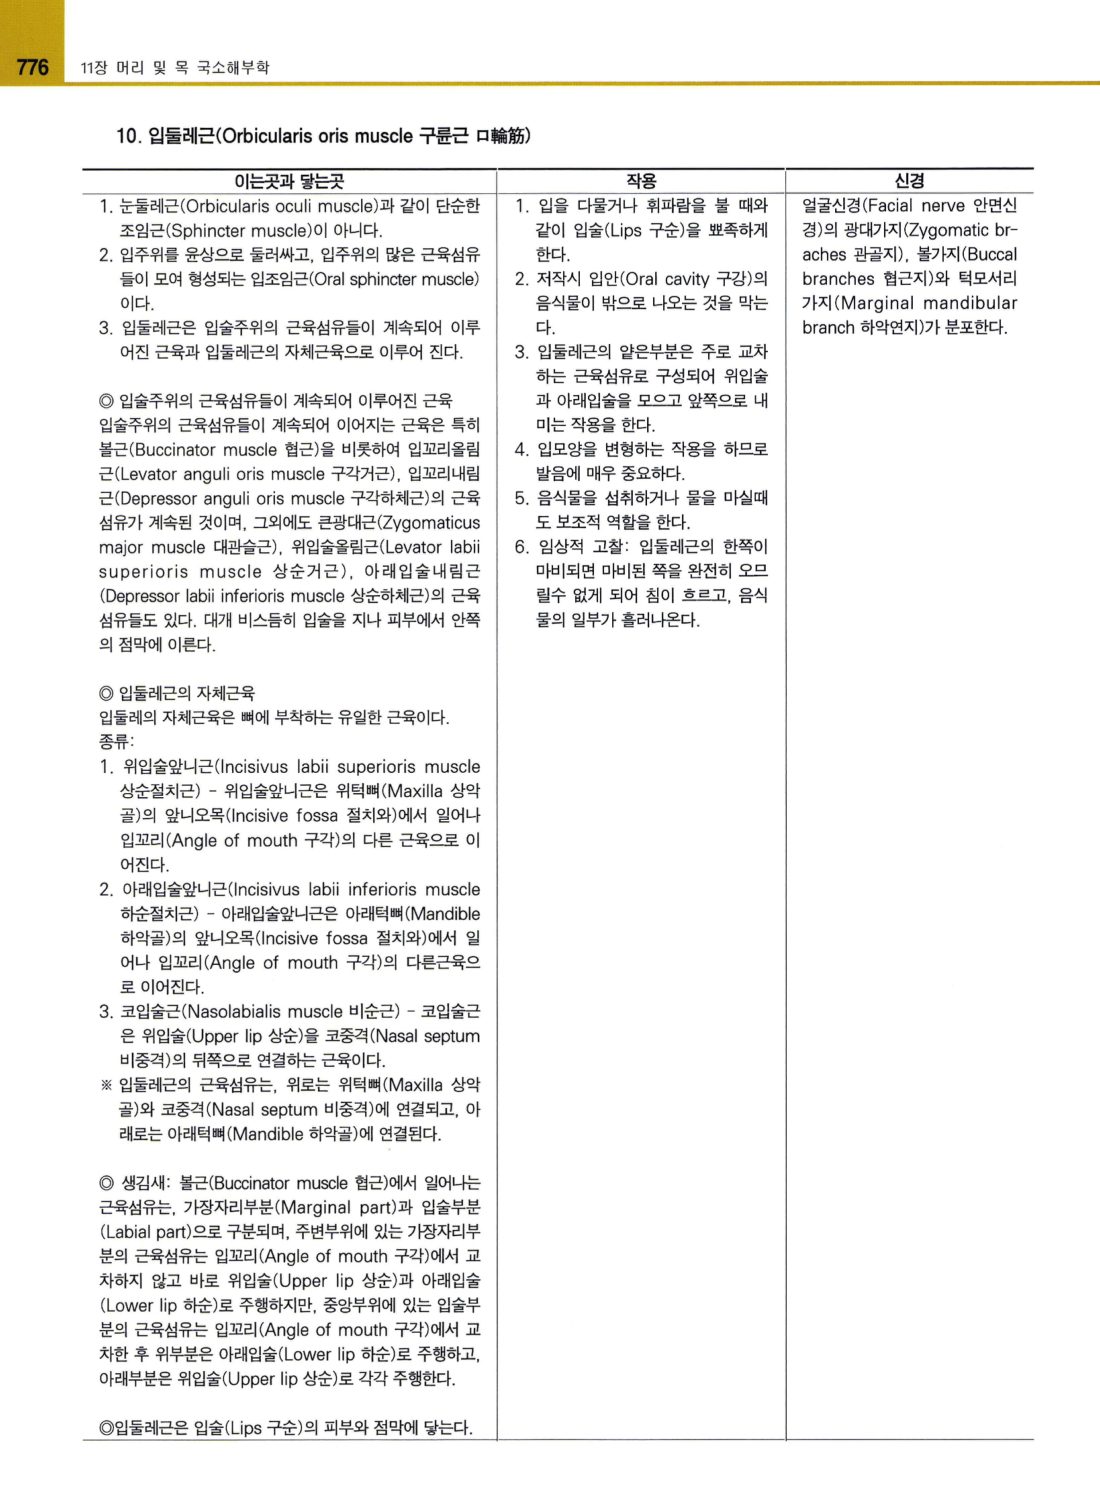 776
11장 머리 및 목 국소해부학
10. 입둘레근(Orbicularis oris muscle 구륜근 口輪筋)
이는곳과 닿는곳
1. 눈둘레근(Orbicularis oculi muscle)과 같이 단순한
조임근(Sphincter muscle)이 아니다.
2. 입주위를 윤상으로 둘러싸고, 입주위의 많은 근육섬유
들이 모여 형성되는 입조임근(Oral sphincter muscle)
이다.
3. 입둘레근은 입술주위의 근육섬유들이 계속되어 이루
어진 근육과 입둘레근의 자체근육으로 이루어 진다.
◎ 입술주위의 근육섬유들이 계속되어 이루어진 근육
입술주위의 근육섬유들이 계속되어 이어지는 근육은 특히
볼근(Buccinator muscle 협근)을 비롯하여 입꼬리올림
근(Levator anguli oris muscle 구각거근), 입꼬리내림
근(Depressor anguli oris muscle 구각하체근)의 근육
섬유가 계속된 것이며, 그외에도 큰광대근(Zygomaticus
major muscle 대관슬근), 위입술올림근(Levator labii
superioris muscle 상순거근), 아래입술내림근
(Depressor labii inferioris muscle 상순하체근)의 근육
섬유들도 있다. 대개 비스듬히 입술을 지나 피부에서 안쪽
의 점막에 이른다.
◎ 입둘레근의 자체근육
입둘레의 자체근육은 뼈에 부착하는 유일한 근육이다.
종류:
1. 위입술앞니근(Incisivus labii superioris muscle
상순절치근) - 위입술앞니근은 위턱뼈(Maxilla 상악
골)의 앞니오목(Incisive fossa 절치와)에서 일어나
입꼬리(Angle of mouth 구각)의 다른 근육으로 이
어진다.
2. 아래입술앞니근(Incisivus labii inferioris muscle
하순절치근) - 아래입술앞니근은 아래턱뼈(Mandible
하악골)의 앞니오목(Incisive fossa 절치와)에서 일
어나 입꼬리(Angle of mouth 구각)의 다른근육으
로 이어진다.
3. 코입술근(Nasolabialis muscle 비순근) - 코입술근
은 위입술(Upper lip 상순)을 코중격(Nasal septum
비중격)의 뒤쪽으로 연결하는 근육이다.
※ 입둘레근의 근육섬유는, 위로는 위턱뼈(Maxilla 상악
골)와 코중격(Nasal septum 비중격)에 연결되고, 아
래로는 아래턱뼈(Mandible 하악골)에 연결된다.
◎ 생김새: 볼근(Buccinator muscle 협근)에서 일어나는
근육섬유는, 가장자리부분(Marginal part)과 입술부분
(Labial part)으로 구분되며, 주변부위에 있는 가장자리부
분의 근육섬유는 입꼬리(Angle of mouth 구각)에서 교
차하지 않고 바로 위입술(Upper lip 상순)과 아래입술
(Lower lip 하순)로 주행하지만, 중앙부위에 있는 입술부
분의 근육섬유는 입꼬리(Angle of mouth 구각)에서 교
차한 후 위부분은 아래입술(Lower lip 하순)로 주행하고,
아래부분은 위입술(Upper lip 상순)로 각각 주행한다.
◎입둘레근은 입술(Lips 구순)의 피부와 점막에 닿는다.
작용
1. 입을 다물거나 휘파람을 불 때와
같이 입술(Lips 구순)을 뾰족하게
한다.
2. 저작시 입안(Oral cavity 구강)의
음식물이 밖으로 나오는 것을 막는
다.
3. 입둘레근의 얕은부분은 주로 교차
하는 근육섬유로 구성되어 위입술
과 아래입술을 모으고 앞쪽으로 내
미는 작용을 한다.
4. 입모양을 변형하는 작용을 하므로
발음에 매우 중요하다.
5. 음식물을 섭취하거나 물을 마실때
도 보조적 역할을 한다.
6. 임상적 고찰: 입둘레근의 한쪽이
마비되면 마비된 쪽을 완전히 오므
릴수 없게 되어 침이 흐르고, 음식
물의 일부가 흘러나온다.
신경
얼굴신경(Facial nerve 안면신
경)의 광대가지(Zygomatic br-
aches 관골지), 볼가지(Buccal
branches 협근지)와 턱모서리
가지(Marginal mandibular
branch 하악연지)가 분포한다.